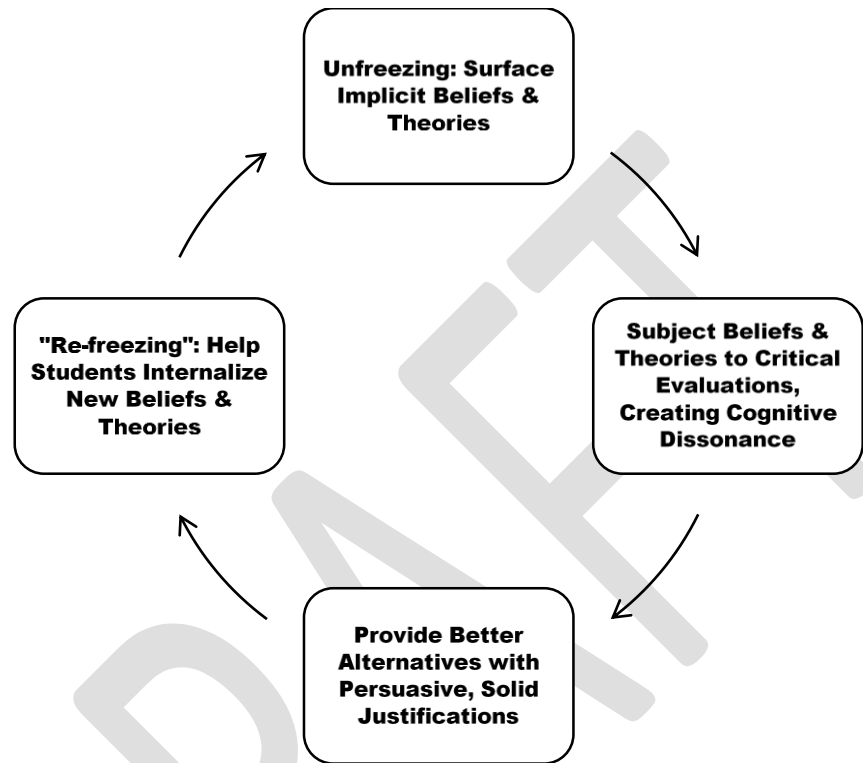 Unfreezing: Surface
Implicit Beliefs &
Theories
Subject Beliefs &
Theories to Critical
Evaluations,
Creating Cognitive
Dissonance
Provide Better
Alternatives with
Persuasive, Solid
Justifications
"Re-freezing": Help
Students Internalize
New Beliefs &
Theories
DRAFT